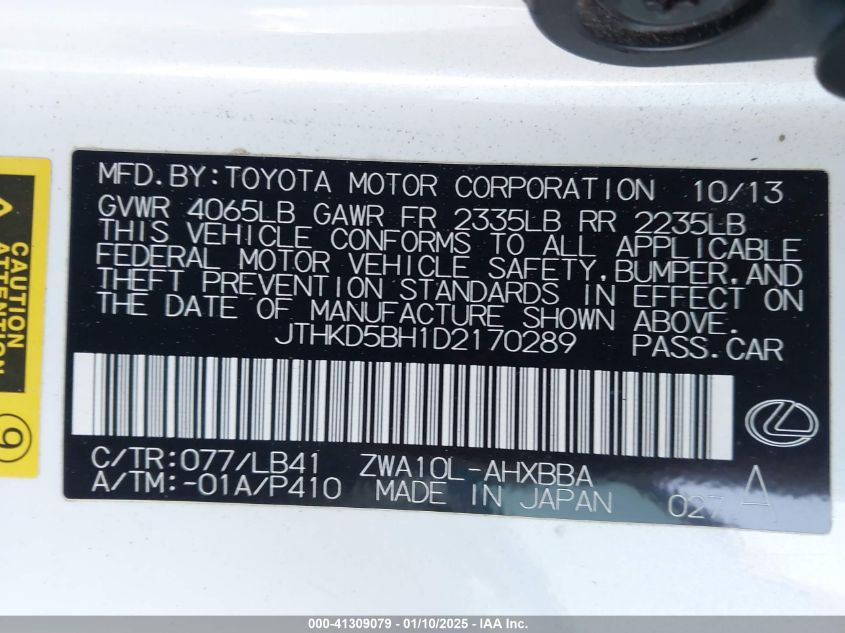 MFD.BY:TOYOTA MOTOR CORPORATION 10/13
GVWR 4065LB GAWR FR 2335LB RR 2235LB
THIS VEHICLE CONFORMS TO ALL APPLICABLE
FEDERAL MOTOR VEHICLE SAFETY,BUMPER,AND
THEFT PREVENTION STANDARDS IN EFFECT ON
THE DATE OF MANUFACTURE SHOWN ABOVE.
JTHKD5BH1D2170289 PASS.CAR
C/TR:077/LB41 ZWA10L-AHXBBA A
A/TM:-01A/P410 MADE IN JAPAN 027
CAUTION
ATTENTION
9
000-41309079 - 01/10/2025 - IAA Inc.